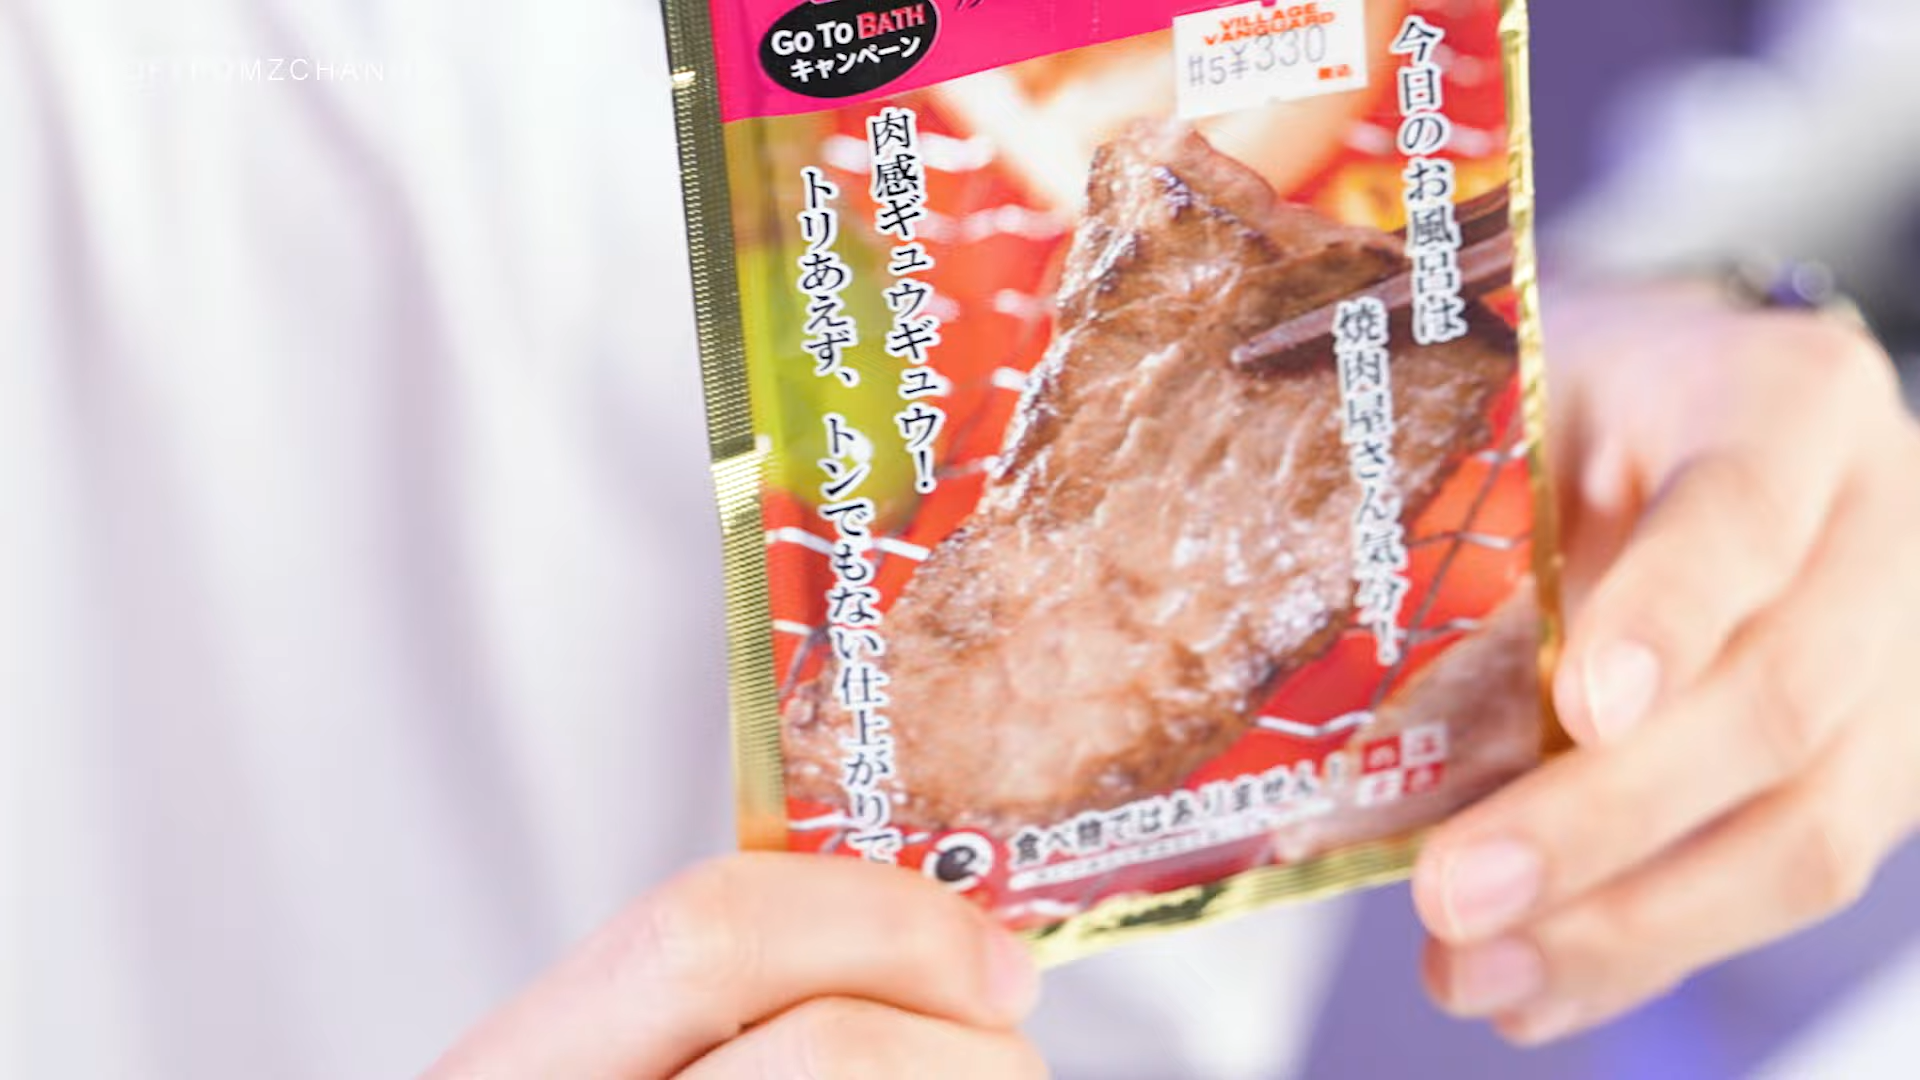 MZCHAN
Go To BATH
キャンペーン
VILLAGE
VANGUARD
#5¥330
税込
今日のお風呂は
焼肉屋さん気分!
肉感ギュウギュウ!
トリあえず、トンでもない仕上がりで
食べ物ではありません!